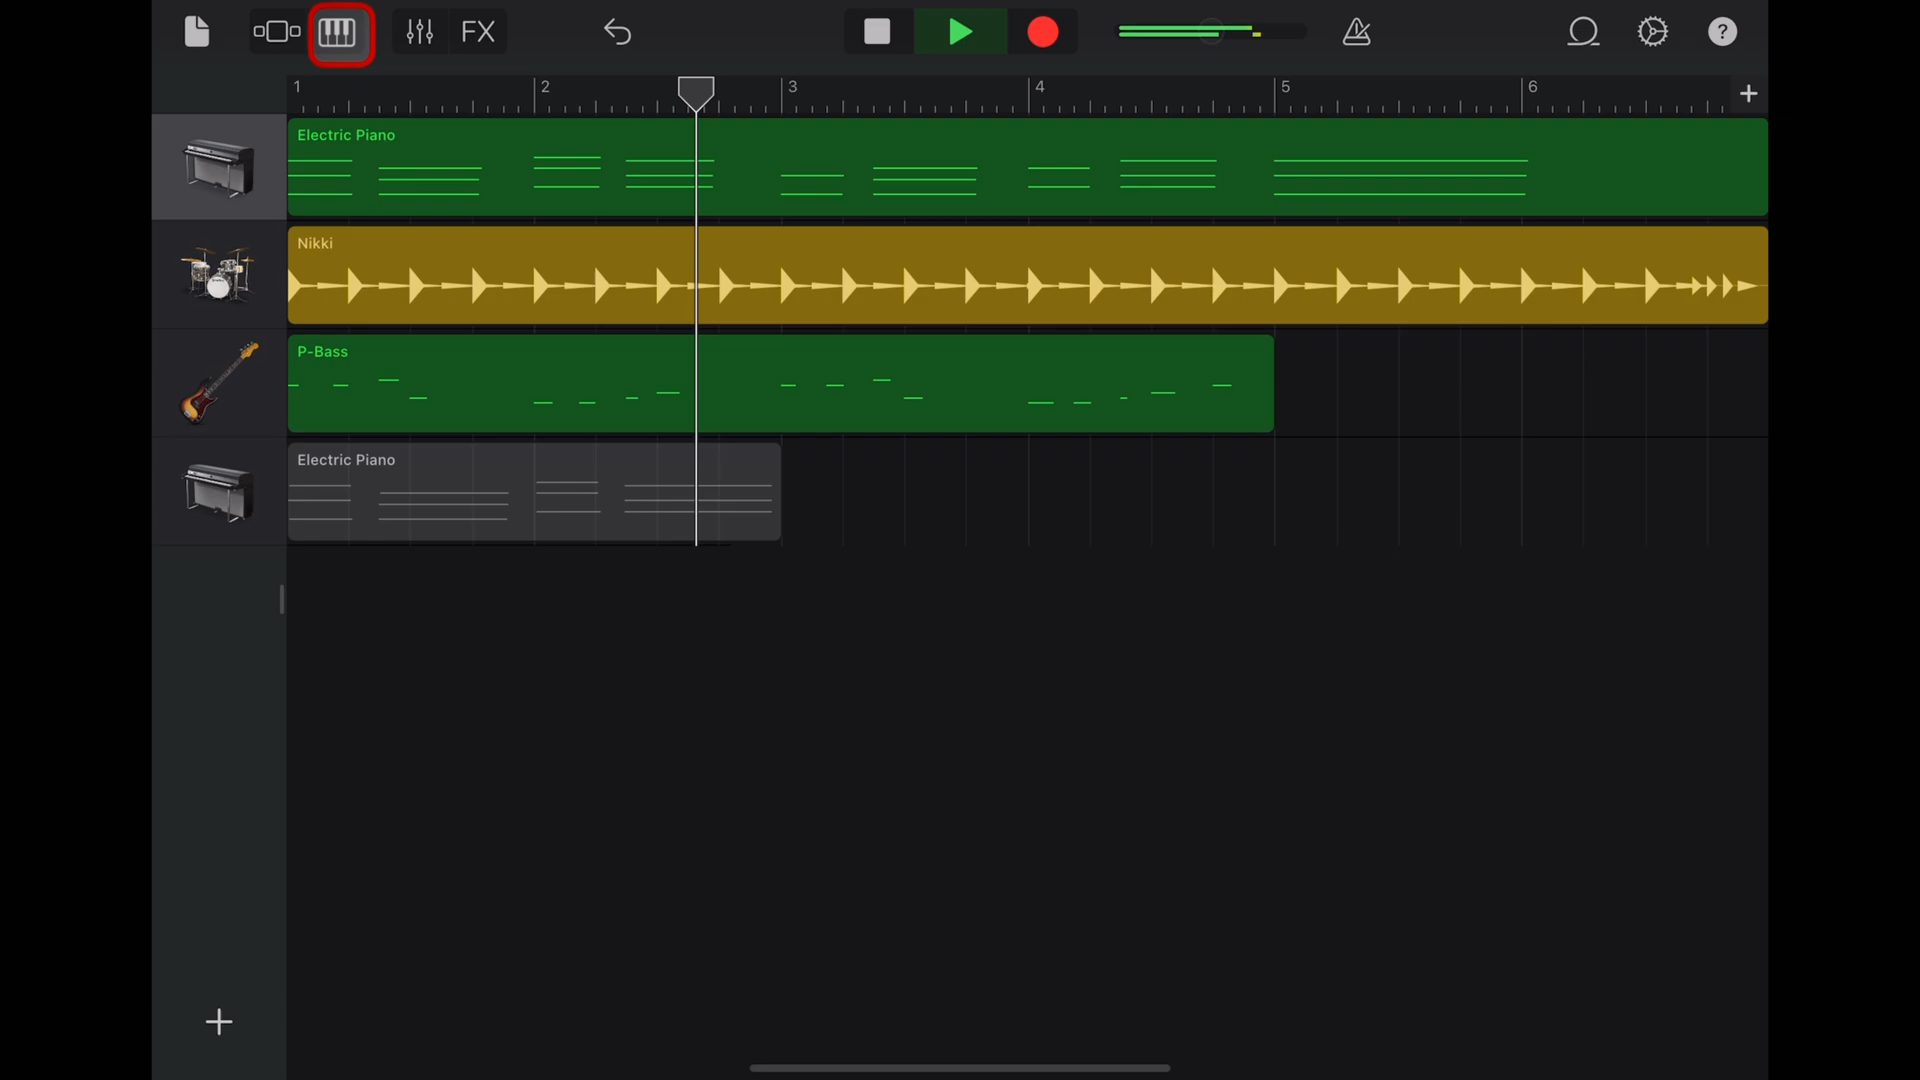 FX
?
1 2 3 4 5 6 +
Electric Piano
Nikki
P-Bass
Electric Piano
+